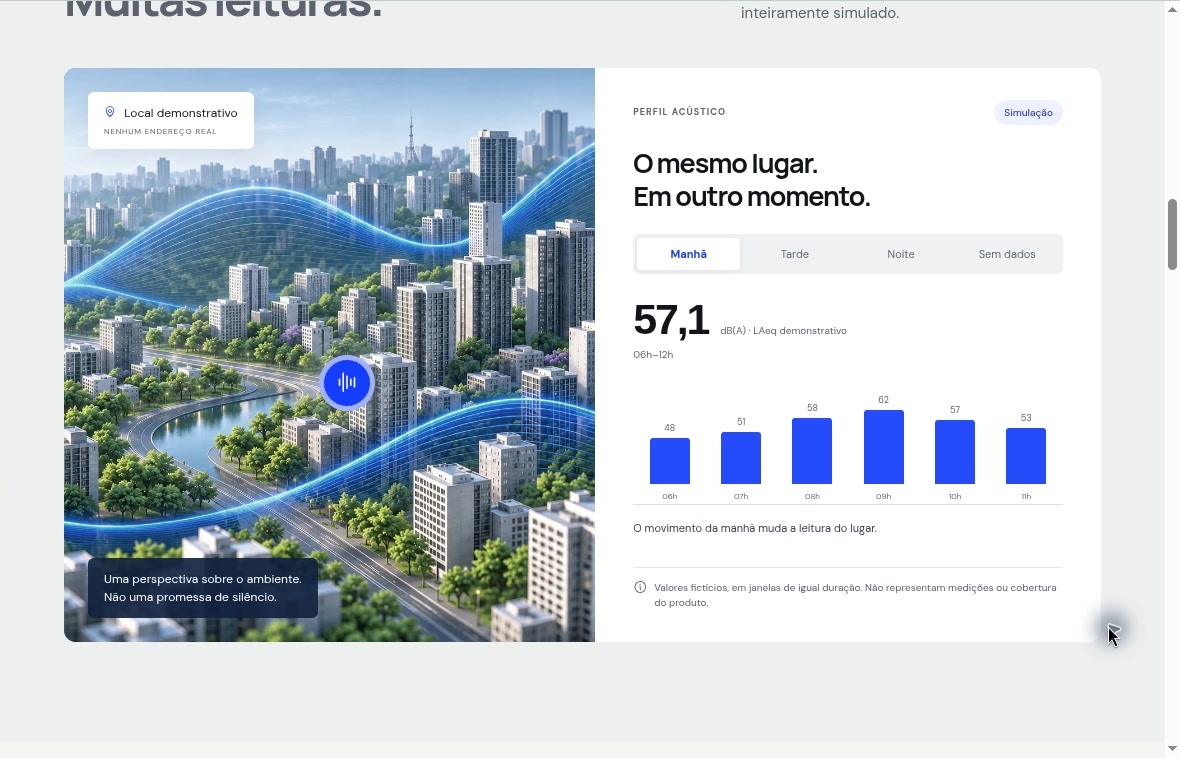 Muitas leituras.
inteiramente simulado.
Local demonstrativo
NENHUM ENDEREÇO REAL
Uma perspectiva sobre o ambiente.
Não uma promessa de silêncio.
PERFIL ACÚSTICO
Simulação
O mesmo lugar.
Em outro momento.
Manhã Tarde Noite Sem dados
57,1 dB(A) · LAeq demonstrativo
06h–12h
48 51 58 62 57 53
06h 07h 08h 09h 10h 11h
O movimento da manhã muda a leitura do lugar.
Valores fictícios, em janelas de igual duração. Não representam medições ou cobertura
do produto.